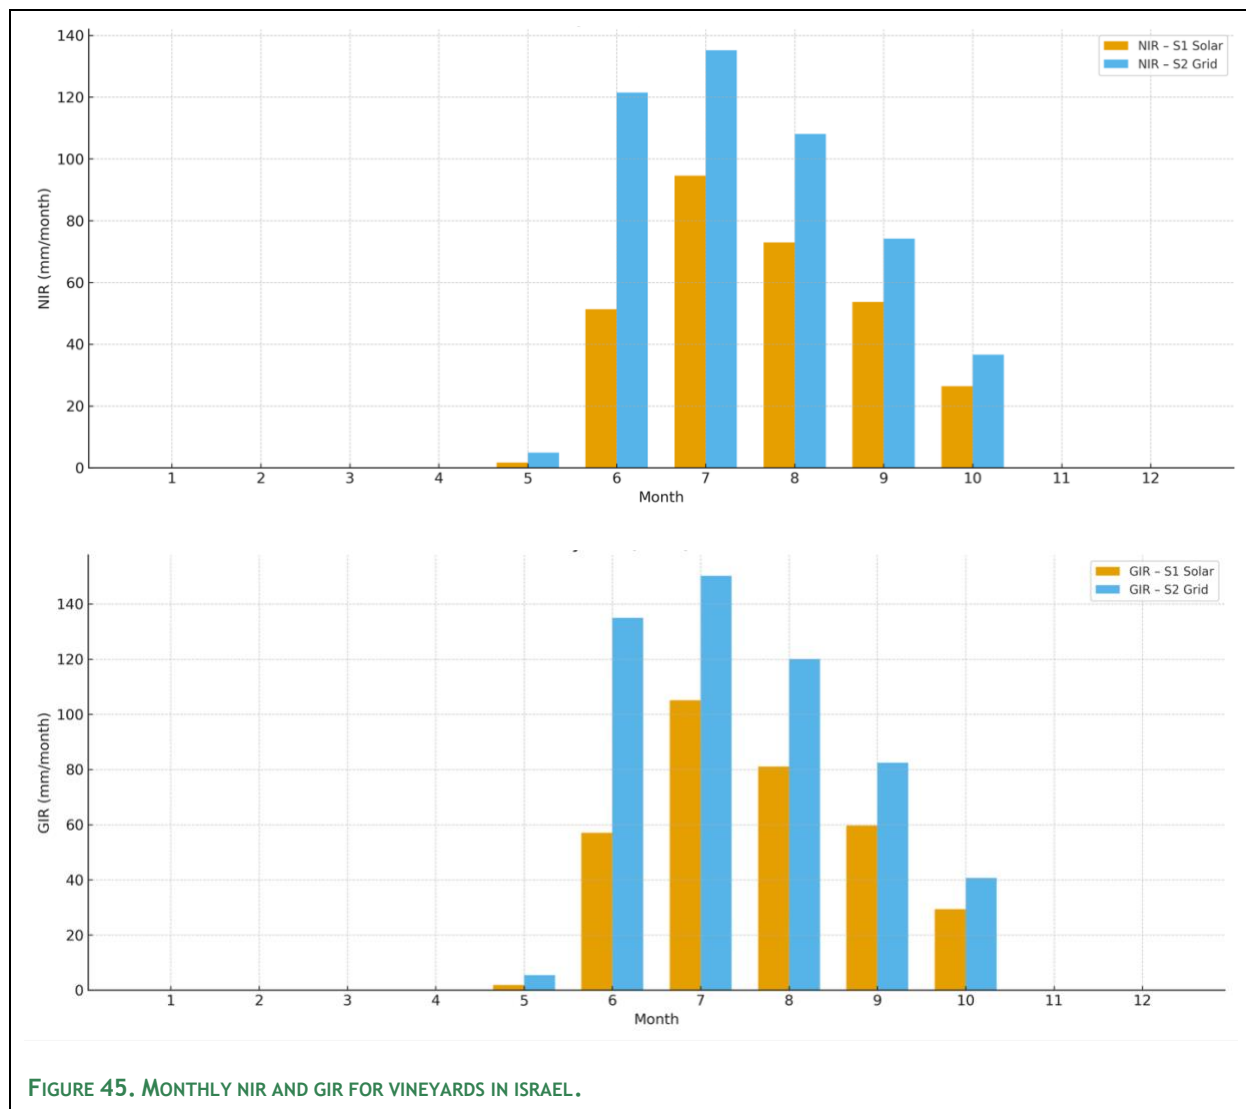 140
120
100
80
60
40
20
0
NIR (mm/month)
NIR – S1 Solar
NIR – S2 Grid
1 2 3 4 5 6 7 8 9 10 11 12
Month
140
120
100
80
60
40
20
0
GIR (mm/month)
GIR – S1 Solar
GIR – S2 Grid
1 2 3 4 5 6 7 8 9 10 11 12
Month
FIGURE 45. MONTHLY NIR AND GIR FOR VINEYARDS IN ISRAEL.